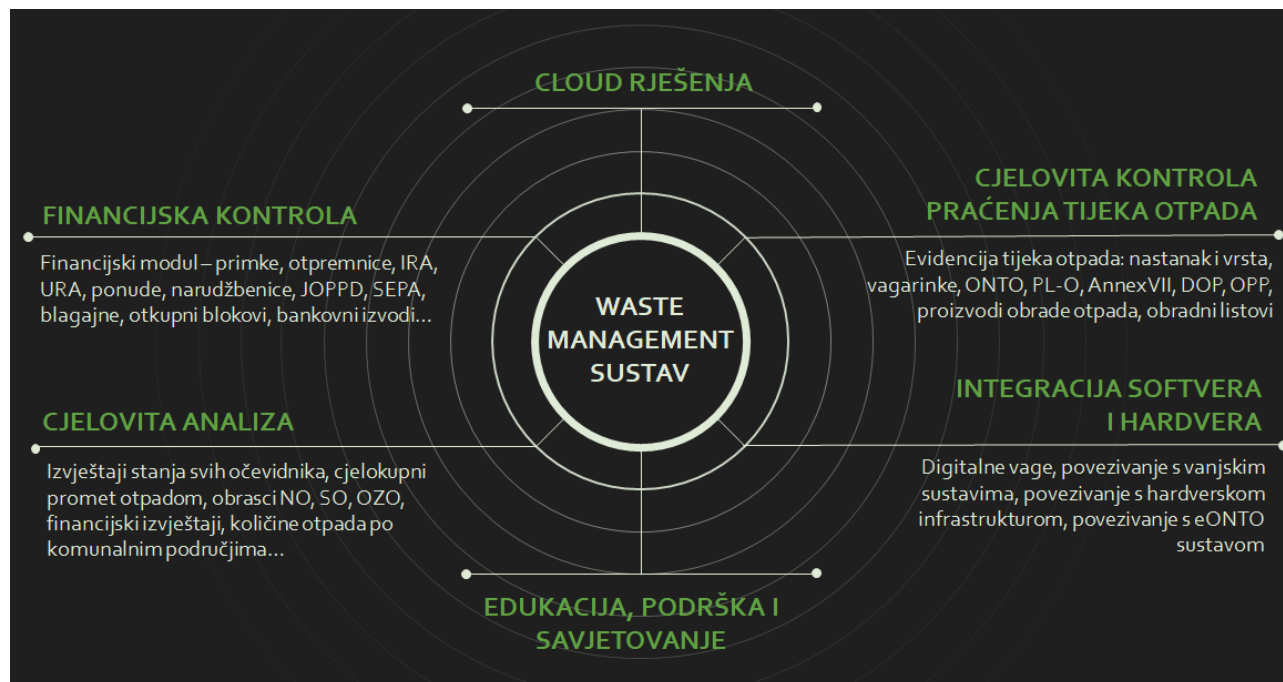 CLOUD RJEŠENJA
FINANCIJSKA KONTROLA
Financijski modul – primke, otpremnice, IRA,
URA, ponude, narudžbenice, JOPPD, SEPA,
blagajne, otkupni blokovi, bankovni izvodi...
CJELOVITA KONTROLA
PRAĆENJA TIJEKA OTPADA
Evidencija tijeka otpada: nastanak i vrsta,
vagarinke, ONTO, PL-O, AnnexVII, DOP, OPP,
proizvodi obrade otpada, obradni listovi
WASTE
MANAGEMENT
SUSTAV
CJELOVITA ANALIZA
Izvještaji stanja svih očevidnika, cjelokupni
promet otpadom, obrasci NO, SO, OZO,
financijski izvještaji, količine otpada po
komunalnim područjima...
INTEGRACIJA SOFTVERA
I HARDVERA
Digitalne vage, povezivanje s vanjskim
sustavima, povezivanje s hardverskom
infrastrukturom, povezivanje s eONTO
sustavom
EDUKACIJA, PODRŠKA I
SAVJETOVANJE